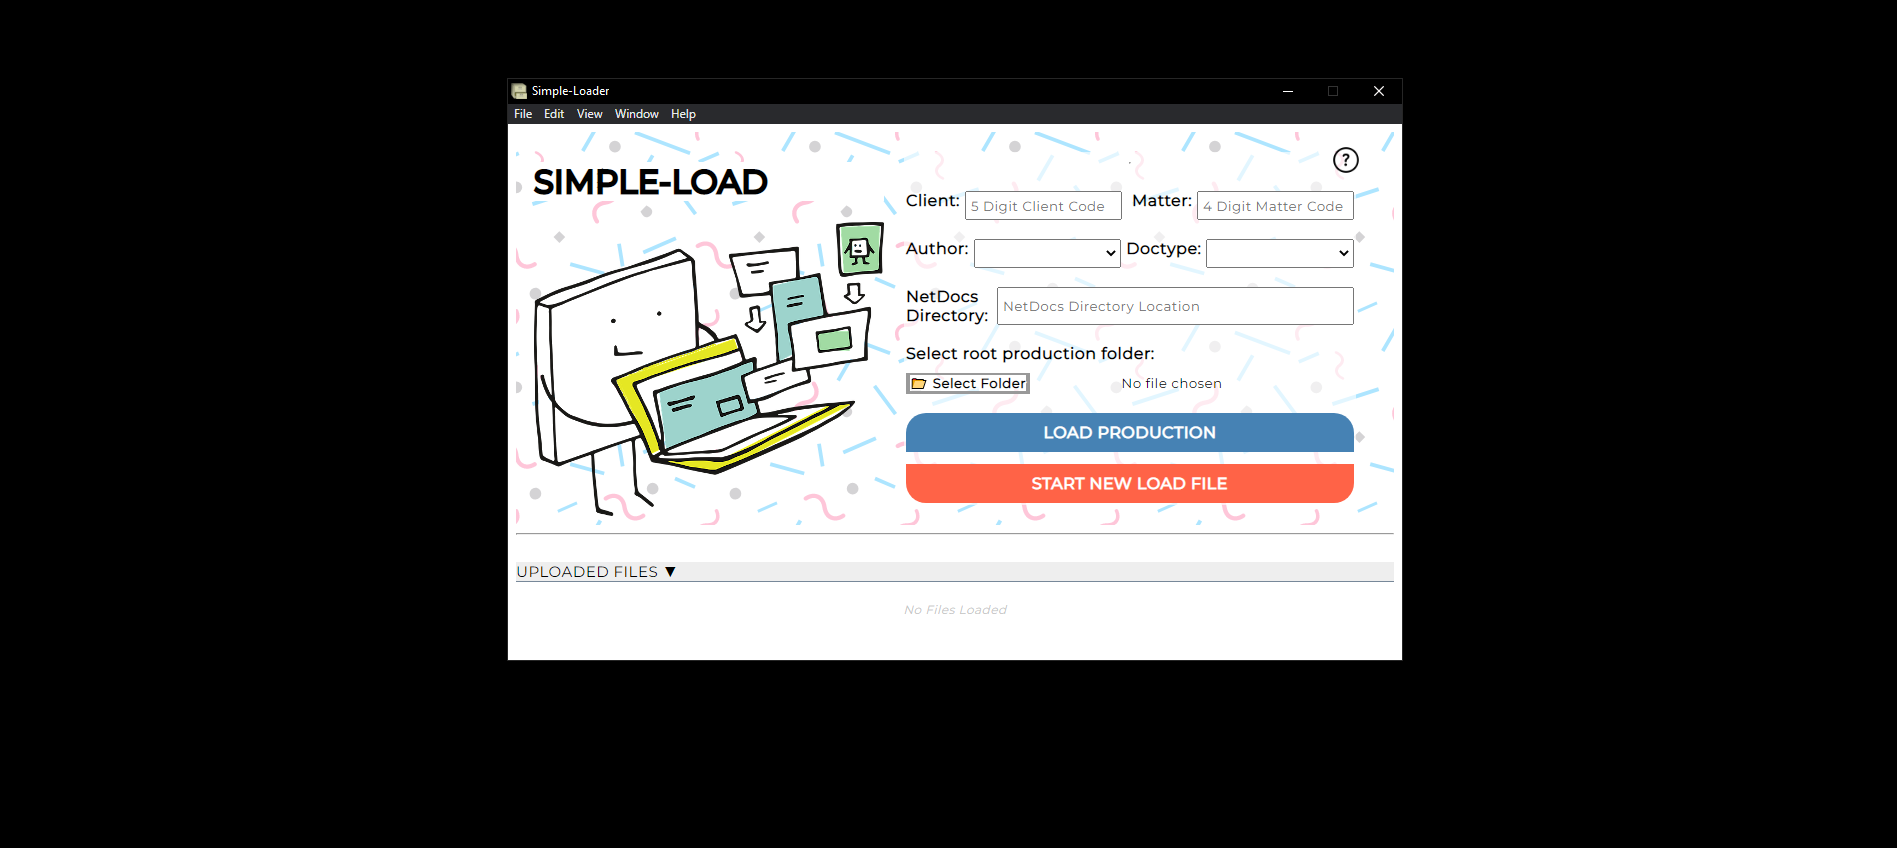 Simple-Loader
File Edit View Window Help
SIMPLE-LOAD
?
Client: 5 Digit Client Code Matter: 4 Digit Matter Code
Author: Doctype:
NetDocs
Directory: NetDocs Directory Location
Select root production folder:
Select Folder No file chosen
LOAD PRODUCTION
START NEW LOAD FILE
UPLOADED FILES ▼
No Files Loaded